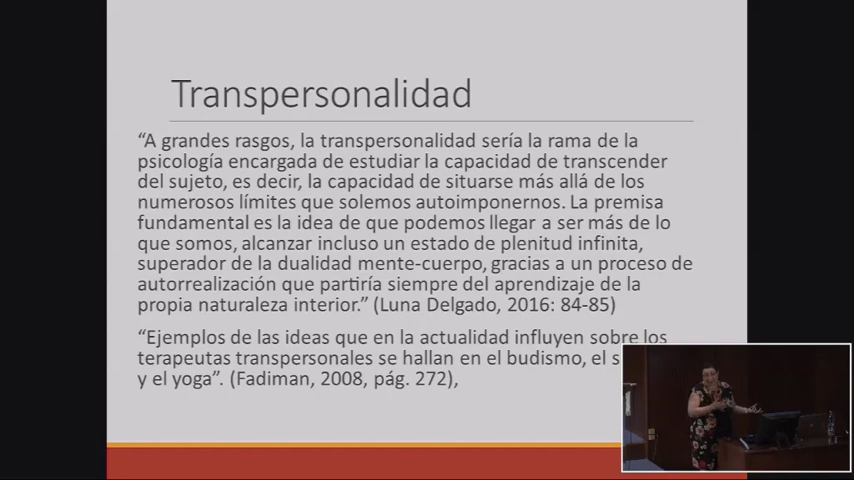 Transpersonalidad
“A grandes rasgos, la transpersonalidad sería la rama de la
psicología encargada de estudiar la capacidad de transcender
del sujeto, es decir, la capacidad de situarse más allá de los
numerosos límites que solemos autoimponernos. La premisa
fundamental es la idea de que podemos llegar a ser más de lo
que somos, alcanzar incluso un estado de plenitud infinita,
superador de la dualidad mente-cuerpo, gracias a un proceso de
autorrealización que partiría siempre del aprendizaje de la
propia naturaleza interior.” (Luna Delgado, 2016: 84-85)
“Ejemplos de las ideas que en la actualidad influyen sobre los
terapeutas transpersonales se hallan en el budismo, el
y el yoga”. (Fadiman, 2008, pág. 272),